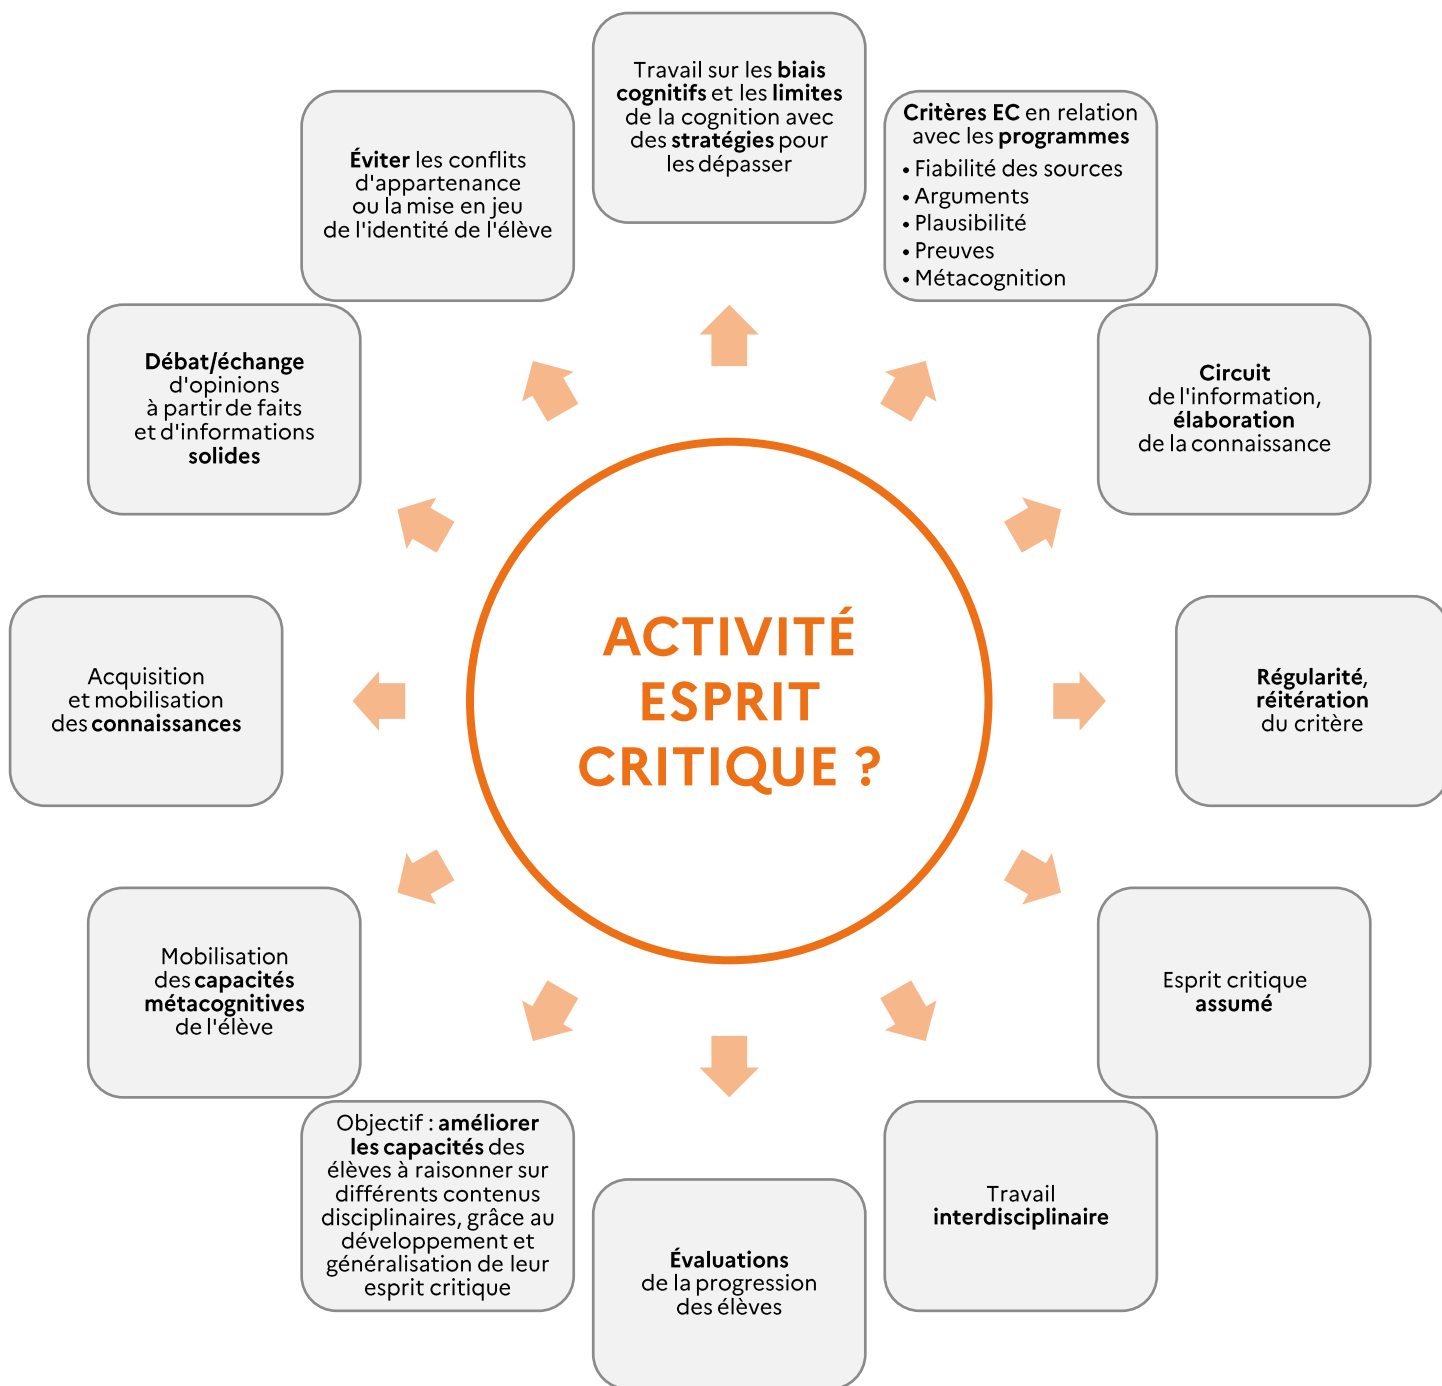 Travail sur les biais
cognitifs et les limites
de la cognition avec
des stratégies pour
les dépasser
Critères EC en relation
avec les programmes
• Fiabilité des sources
• Arguments
• Plausibilité
• Preuves
• Métacognition
Circuit
de l'information,
élaboration
de la connaissance
Régularité,
réitération
du critère
Esprit critique
assumé
Travail
interdisciplinaire
Évaluations
de la progression
des élèves
Objectif : améliorer
les capacités des
élèves à raisonner sur
différents contenus
disciplinaires, grâce au
développement et
généralisation de leur
esprit critique
Mobilisation
des capacités
métacognitives
de l'élève
Acquisition
et mobilisation
des connaissances
Débat/échange
d'opinions
à partir de faits
et d'informations
solides
Éviter les conflits
d'appartenance
ou la mise en jeu
de l'identité de l'élève
ACTIVITÉ
ESPRIT
CRITIQUE ?